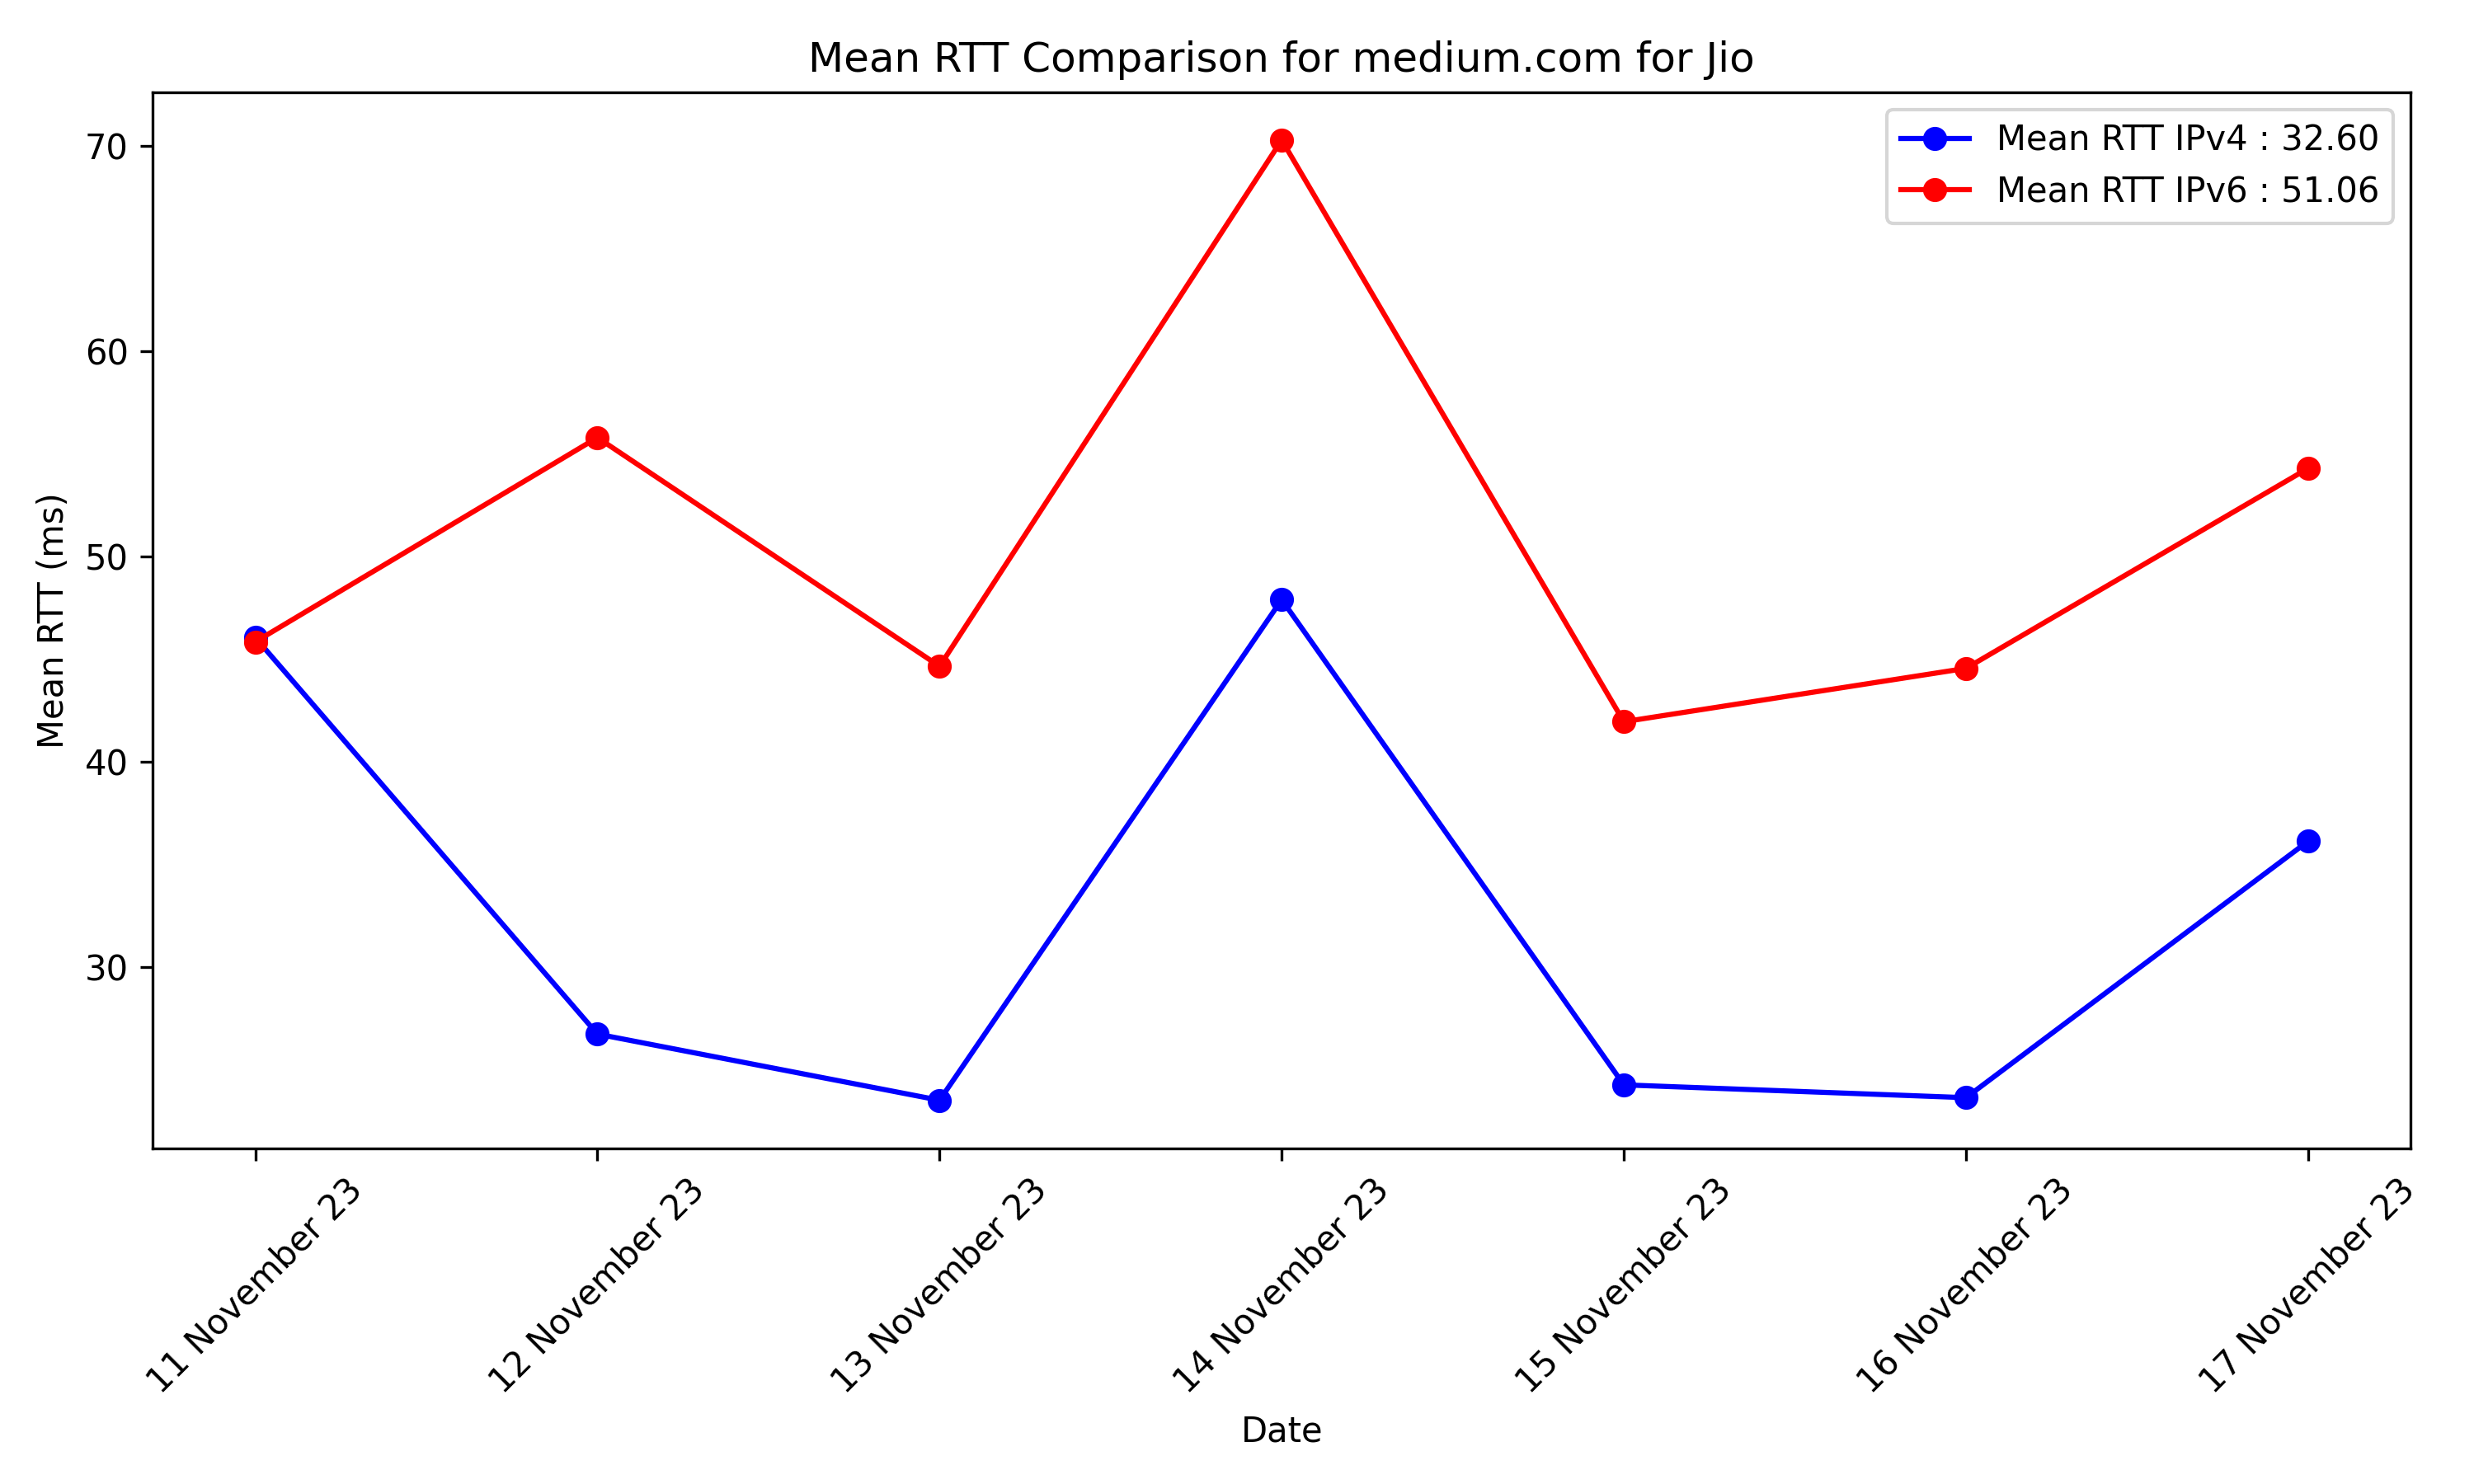 Mean RTT Comparison for medium.com for Jio
Mean RTT IPv4 : 32.60
Mean RTT IPv6 : 51.06
Mean RTT (ms)
70
60
50
40
30
11 November 23
12 November 23
13 November 23
14 November 23
15 November 23
16 November 23
17 November 23
Date